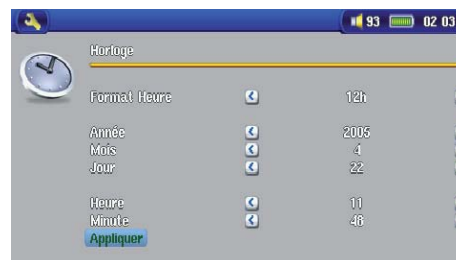 93 02 03
Horloge
Format Heure 12h
Année 2005
Mois 4
Jour 22
Heure 11
Minute 48
Appliquer